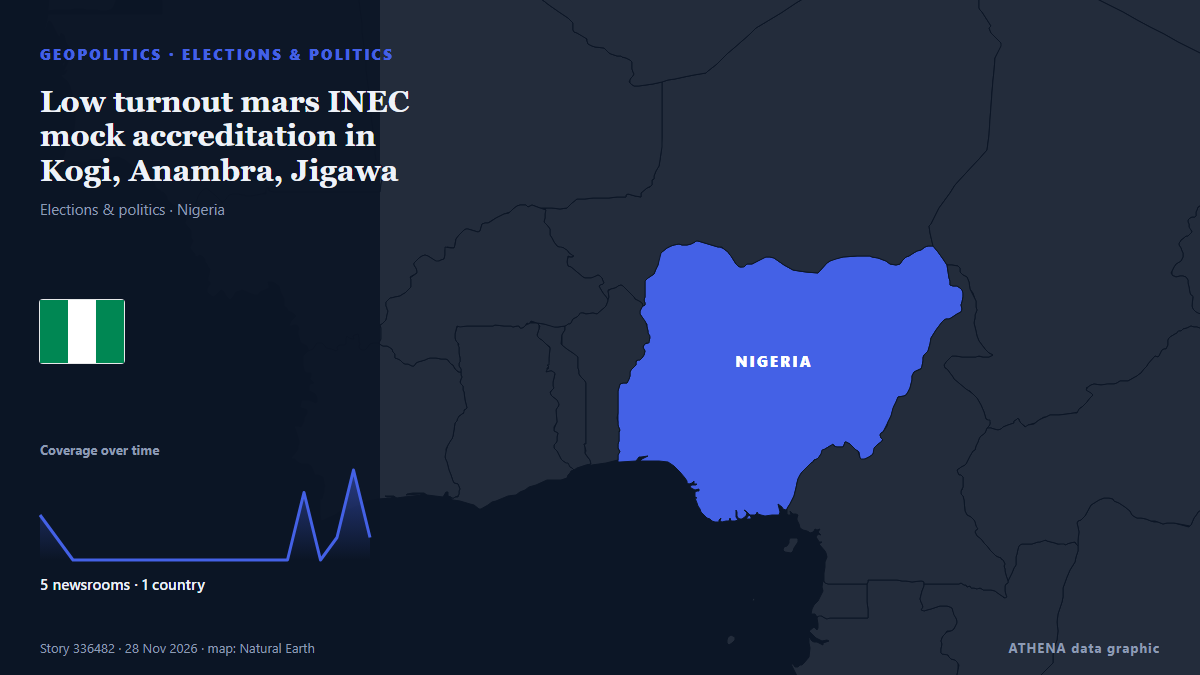 GEOPOLITICS · ELECTIONS & POLITICS
Low turnout mars INEC
mock accreditation in
Kogi, Anambra, Jigawa
Elections & politics · Nigeria
NIGERIA
Coverage over time
5 newsrooms · 1 country
Story 336482 · 28 Nov 2026 · map: Natural Earth
ATHENA data graphic